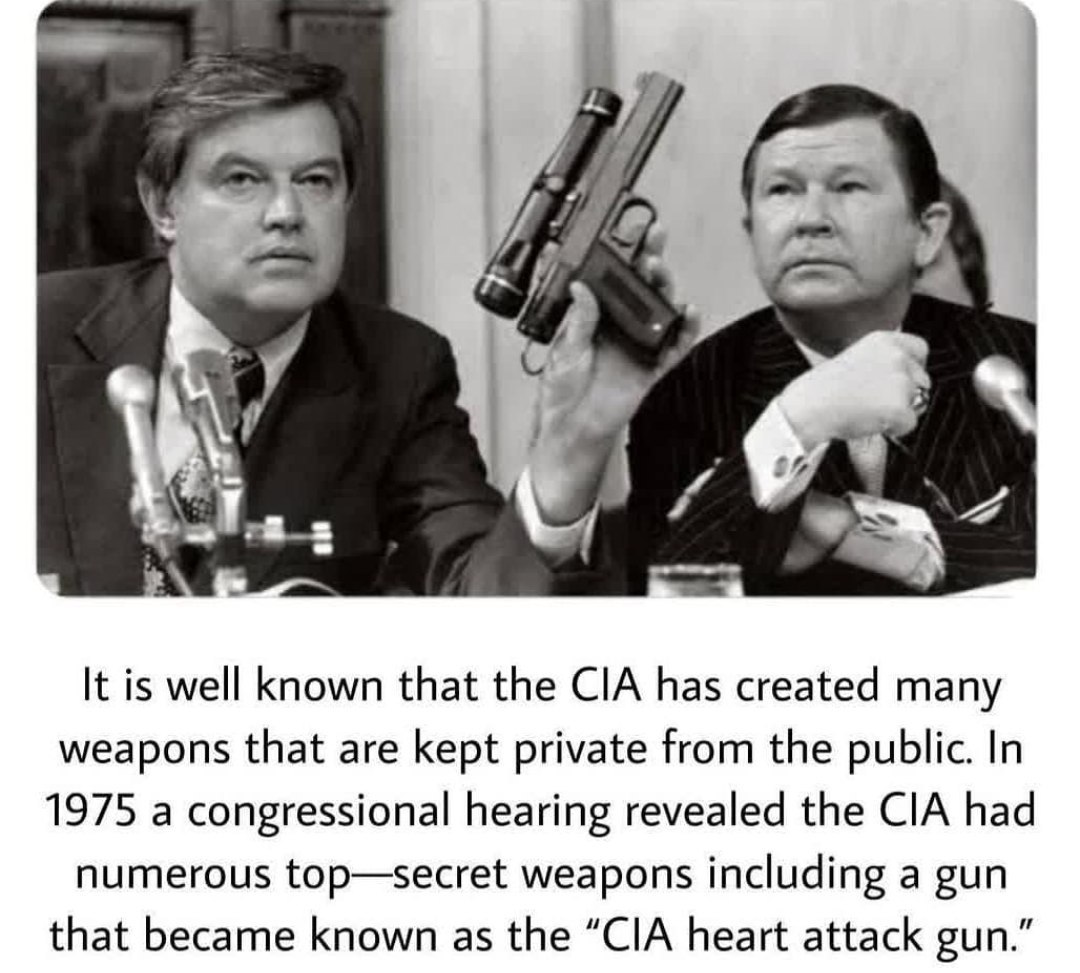 It is well known that the CIA has created many
weapons that are kept private from the public. In
1975 a congressional hearing revealed the CIA had
numerous top—secret weapons including a gun
that became known as the “CIA heart attack gun.”